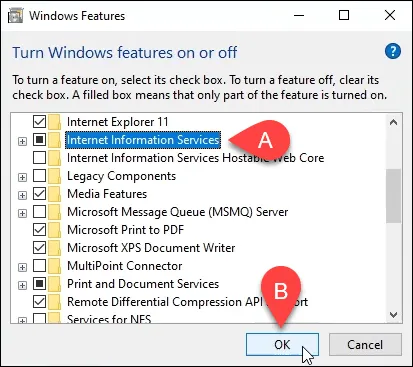 Windows Features
Turn Windows features on or off
?
To turn a feature on, select its check box. To turn a feature off, clear its
check box. A filled box means that only part of the feature is turned on.
Internet Explorer 11
Internet Information Services
A
Internet Information Services Hostable Web Core
Legacy Components
Media Features
Microsoft Message Queue (MSMQ) Server
Microsoft Print to PDF
Microsoft XPS Document Writer
MultiPoint Connector
Print and Document Services
B
Remote Differential Compression API
Services for NFS
OK
Cancel